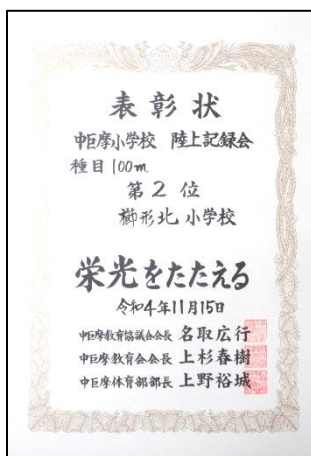 表彰状
中巨摩小学校 陸上記録会
種目 100m
第2位
櫛形北小学校
栄光をたたえる
令和4年11月15日
中巨摩教育協議会会長 名取広行
中巨摩教育会会長 上杉春樹
中巨摩体育部部長 上野裕城